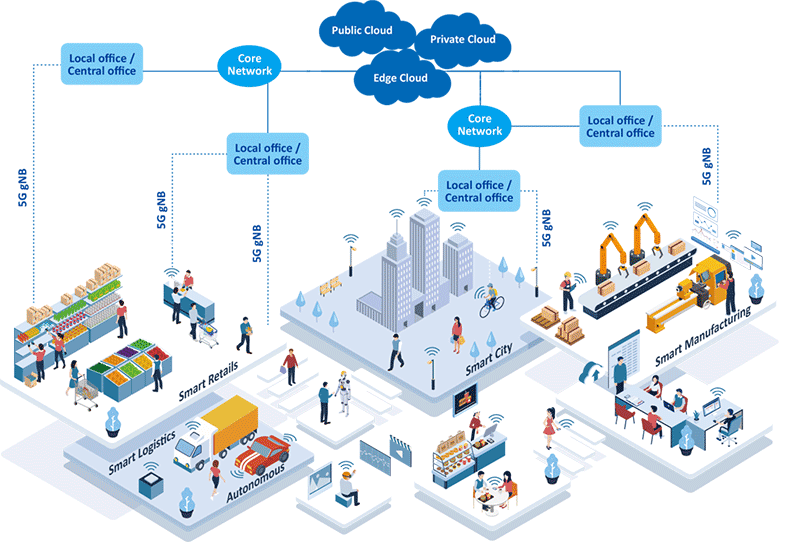 Public Cloud
Private Cloud
Edge Cloud
Local office /
Central office
Core
Network
Local office /
Central office
Core
Network
Local office /
Central office
Local office /
Central office
5G gNB
5G gNB
5G gNB
5G gNB
5G gNB
Smart Retails
Smart City
Smart Manufacturing
Smart Logistics
Autonomous